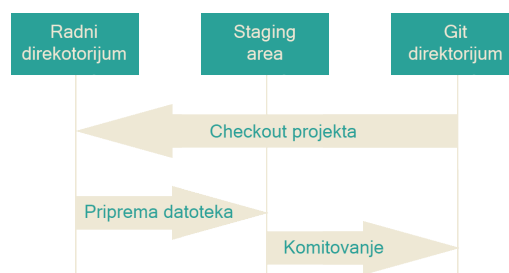 Radni
direkotorijum
Staging
area
Git
direktorijum
Checkout projekta
Priprema datoteka
Komitovanje